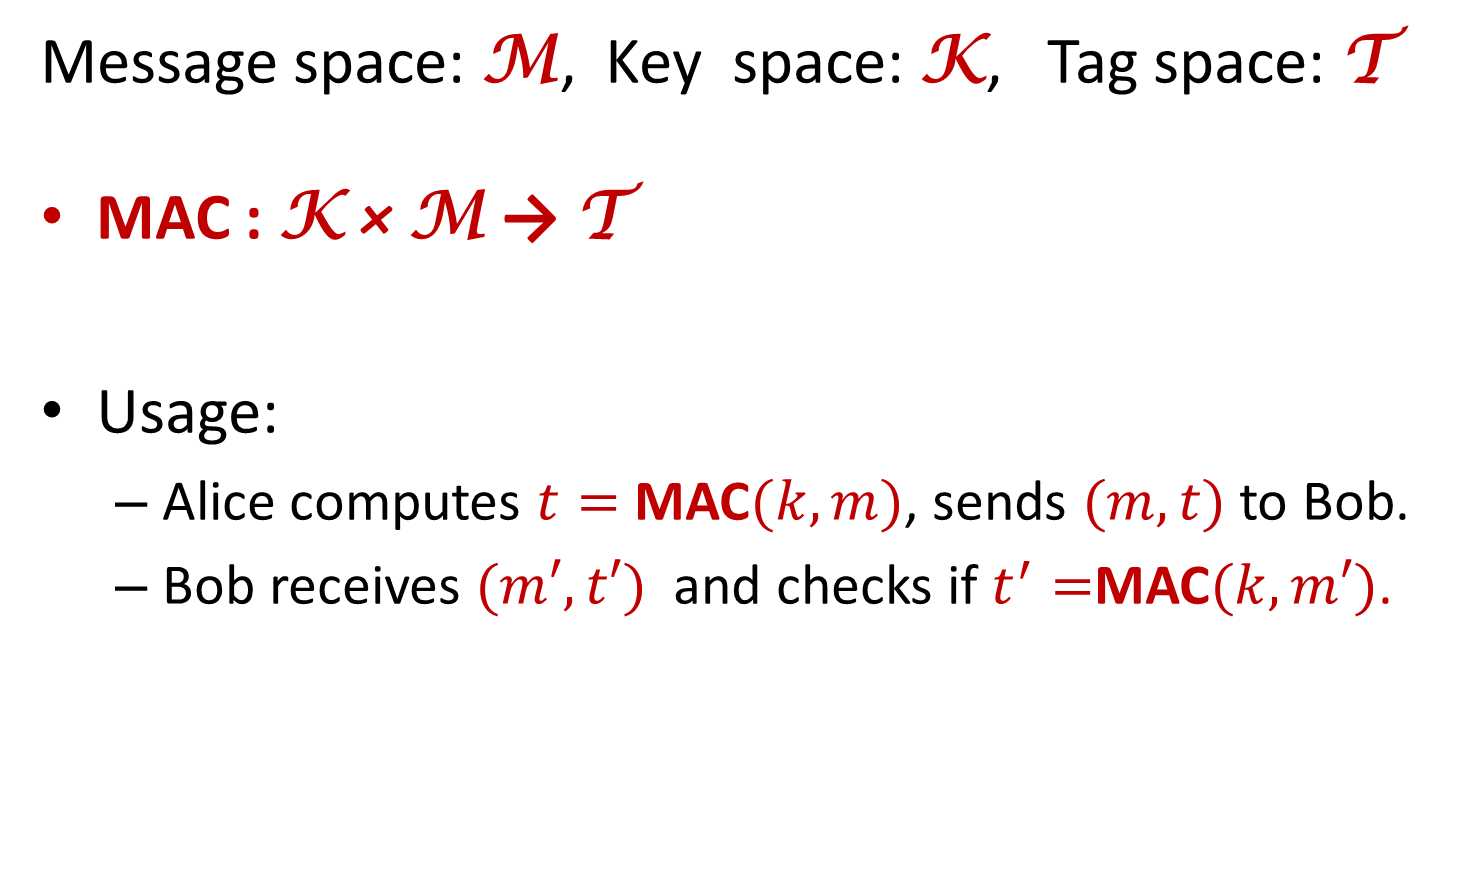 Message space: ℳ, Key space: 𝒦, Tag space: 𝒯
• MAC : 𝒦 × ℳ → 𝒯
• Usage:
– Alice computes t = MAC(k, m), sends (m, t) to Bob.
– Bob receives (m′, t′) and checks if t′ =MAC(k, m′).